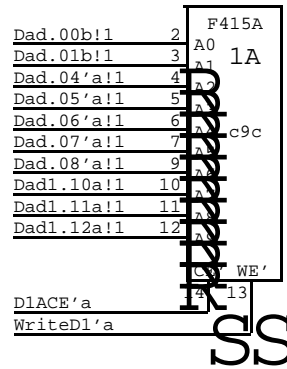 F415A
Dad.00b!1 2 A0 1A
Dad.01b!1 3 A1
Dad.04'a!1 4
Dad.05'a!1 5
Dad.06'a!1 6 c9c
Dad.07'a!1 7
Dad.08'a!1 9
Dad1.10a!1 10
Dad1.11a!1 11
Dad1.12a!1 12
WE'
14 13
D1ACE'a
WriteD1'a
SS